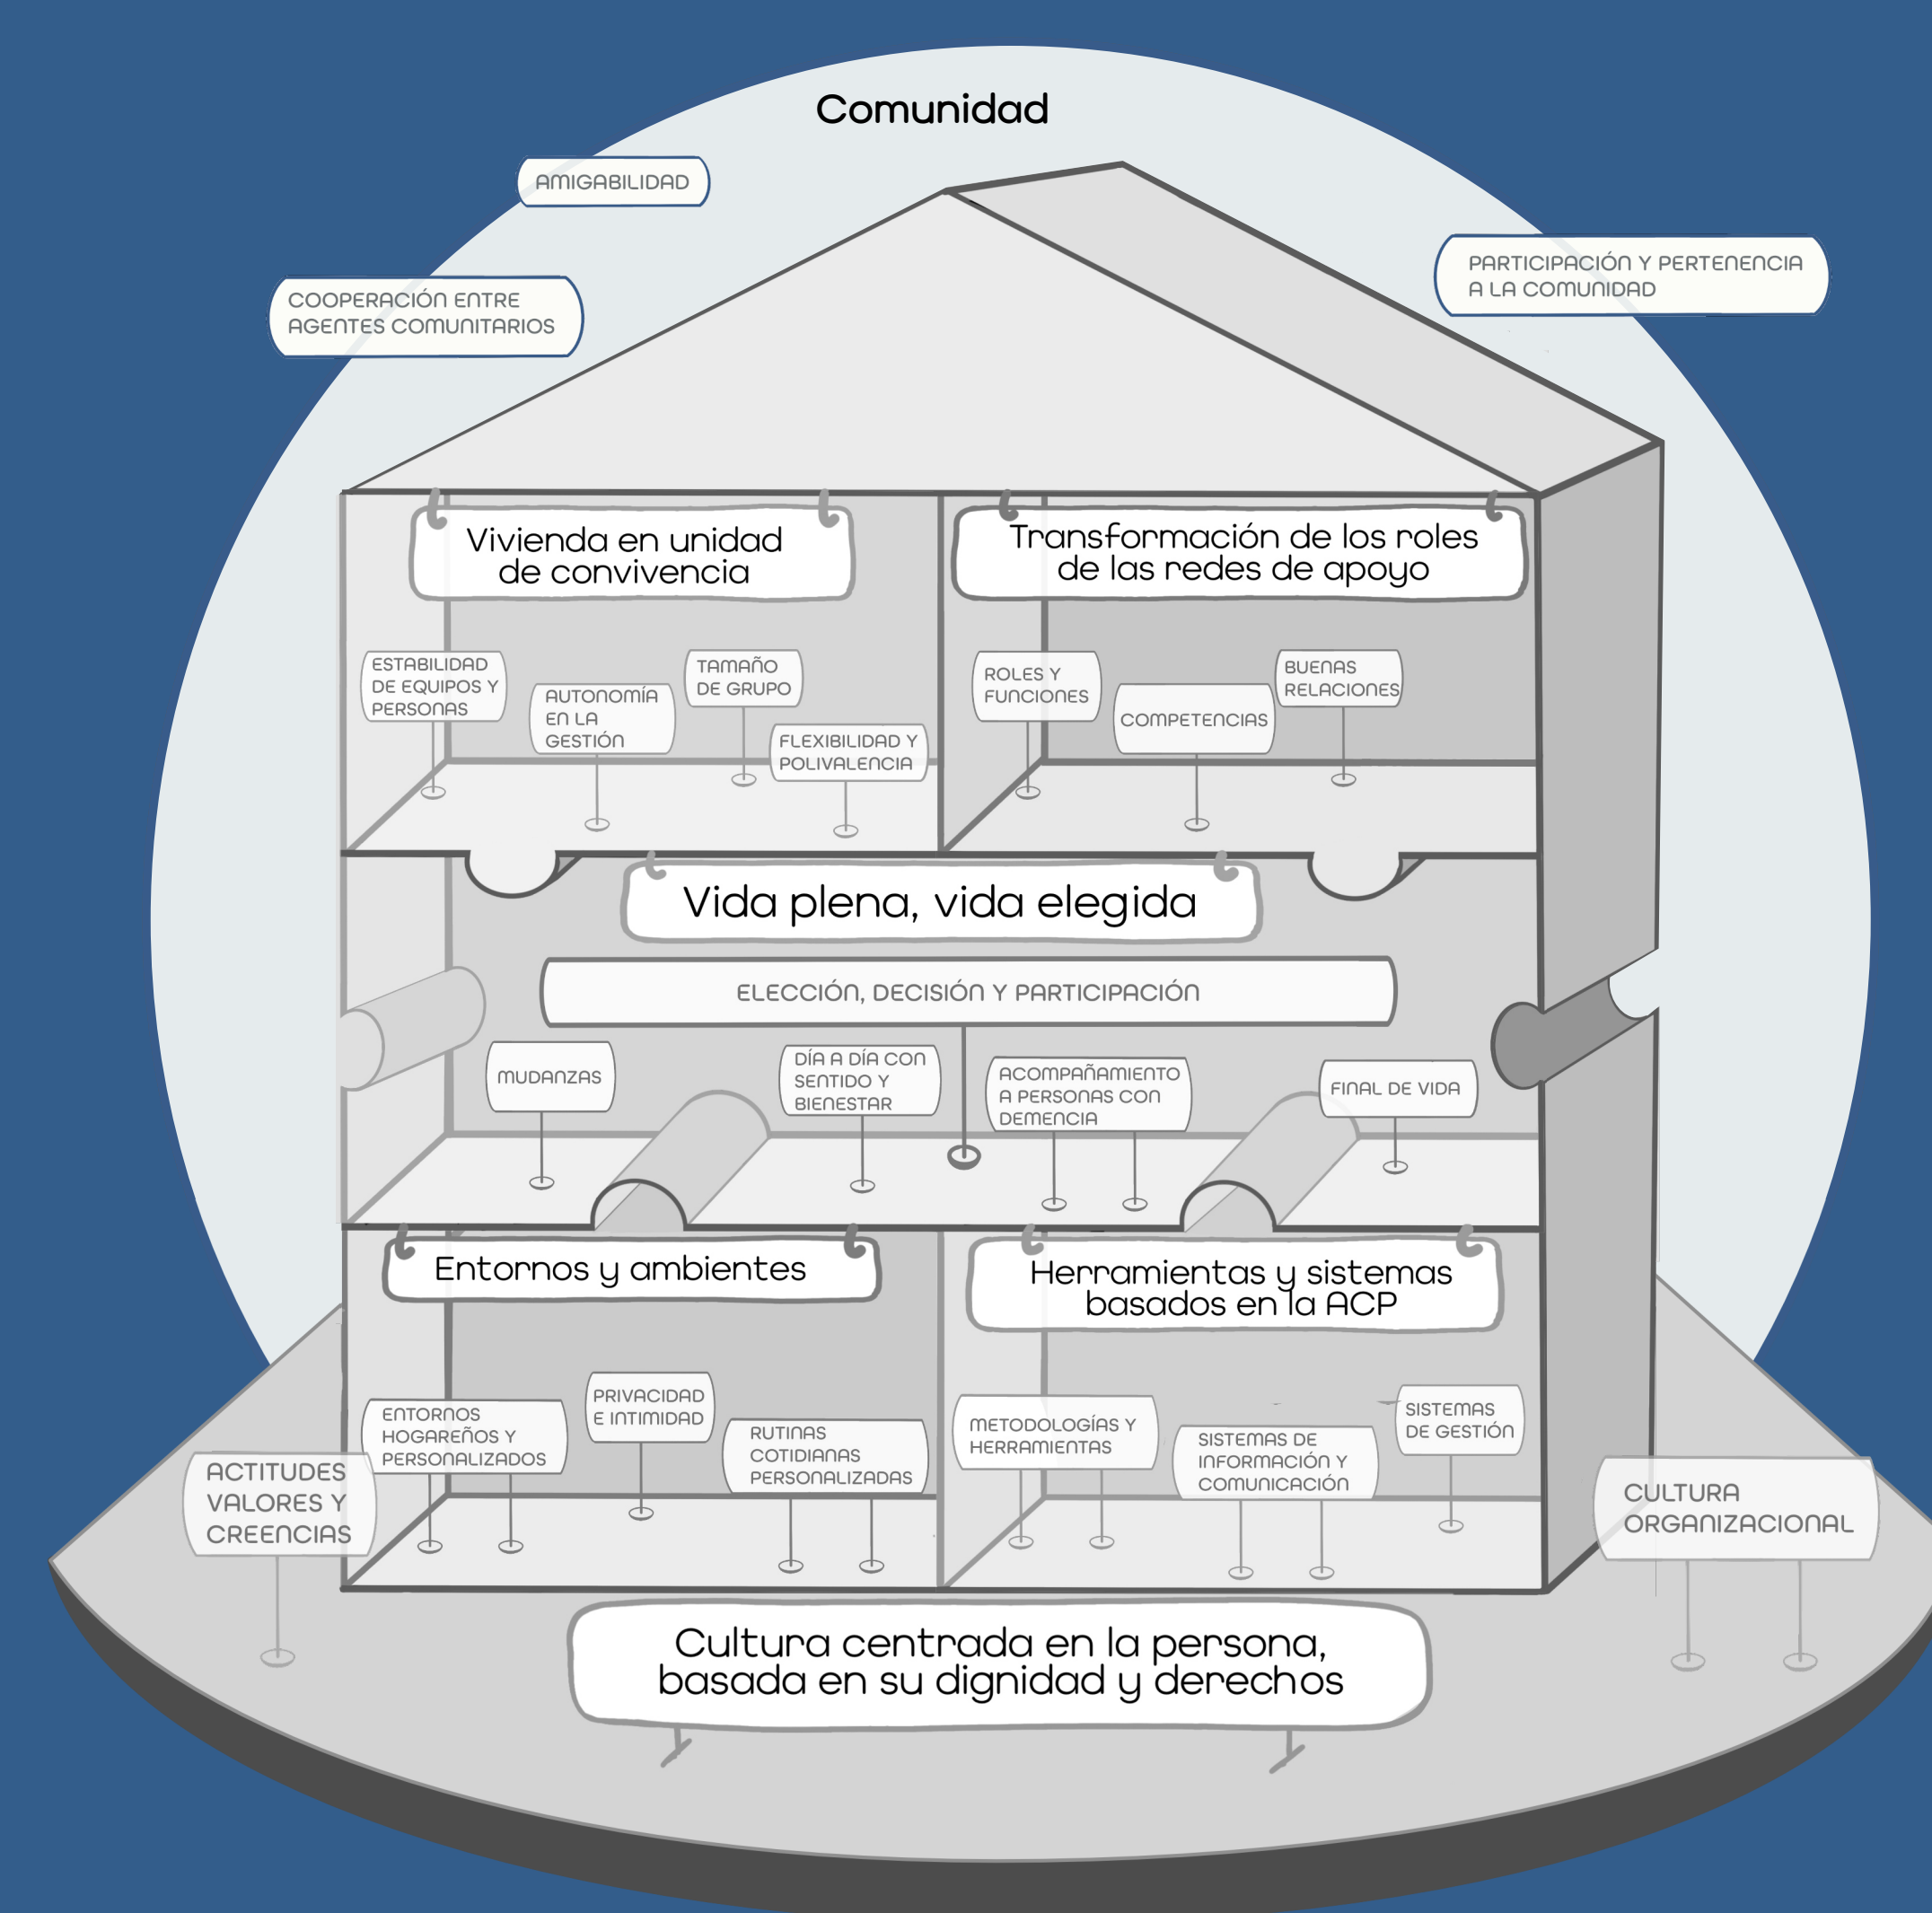 Comunidad
AMIGABILIDAD
COOPERACIÓN ENTRE
AGENTES COMUNITARIOS
PARTICIPACIÓN Y PERTENENCIA
A LA COMUNIDAD
Vivienda en unidad
de convivencia
ESTABILIDAD
DE EQUIPOS Y
PERSONAS
AUTONOMÍA
EN LA
GESTIÓN
TAMAÑO
DE GRUPO
FLEXIBILIDAD Y
POLIVALENCIA
Transformación de los roles
de las redes de apoyo
ROLES Y
FUNCIONES
COMPETENCIAS
BUENAS
RELACIONES
Vida plena, vida elegida
ELECCIÓN, DECISIÓN Y PARTICIPACIÓN
MUDANZAS
DÍA A DÍA CON
SENTIDO Y
BIENESTAR
ACOMPAÑAMIENTO
A PERSONAS CON
DEMENCIA
FINAL DE VIDA
Entornos y ambientes
ENTORNOS
HOGAREÑOS Y
PERSONALIZADOS
PRIVACIDAD
E INTIMIDAD
RUTINAS
COTIDIANAS
PERSONALIZADAS
Herramientas y sistemas
basados en la ACP
METODOLOGÍAS Y
HERRAMIENTAS
SISTEMAS DE
INFORMACIÓN Y
COMUNICACIÓN
SISTEMAS
DE GESTIÓN
ACTITUDES
VALORES Y
CREENCIAS
CULTURA
ORGANIZACIONAL
Cultura centrada en la persona,
basada en su dignidad y derechos